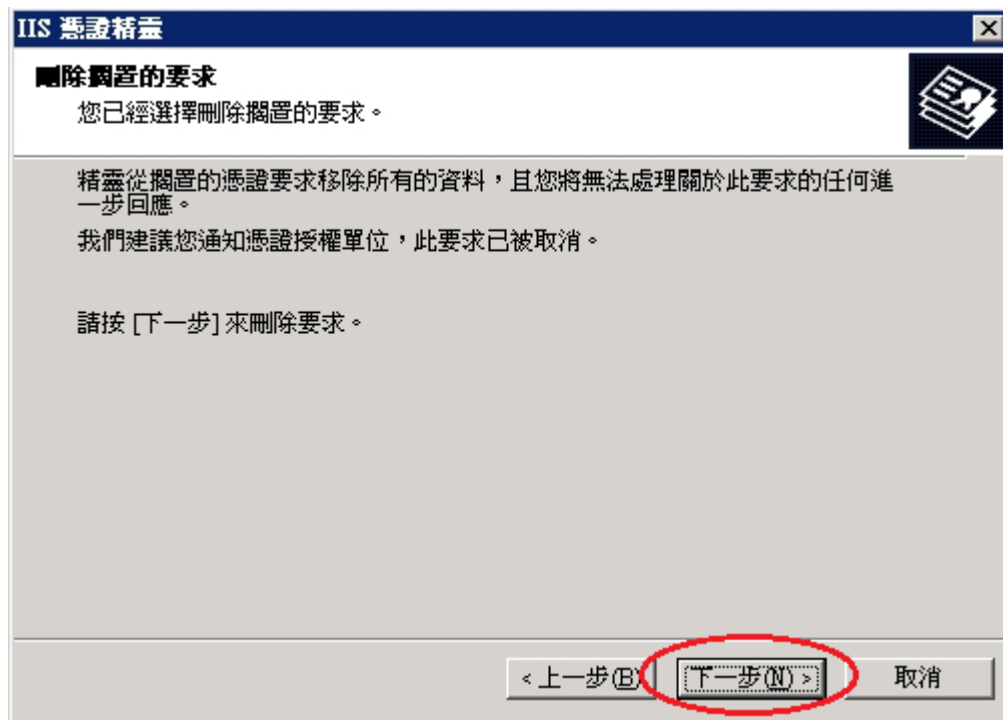 IIS 憑證精靈
刪除擱置的要求
您已經選擇刪除擱置的要求。
精靈從擱置的憑證要求移除所有的資料，且您將無法處理關於此要求的任何進
一步回應。
我們建議您通知憑證授權單位，此要求已被取消。
請按 [下一步] 來刪除要求。
< 上一步(B)
下一步(N) >
取消